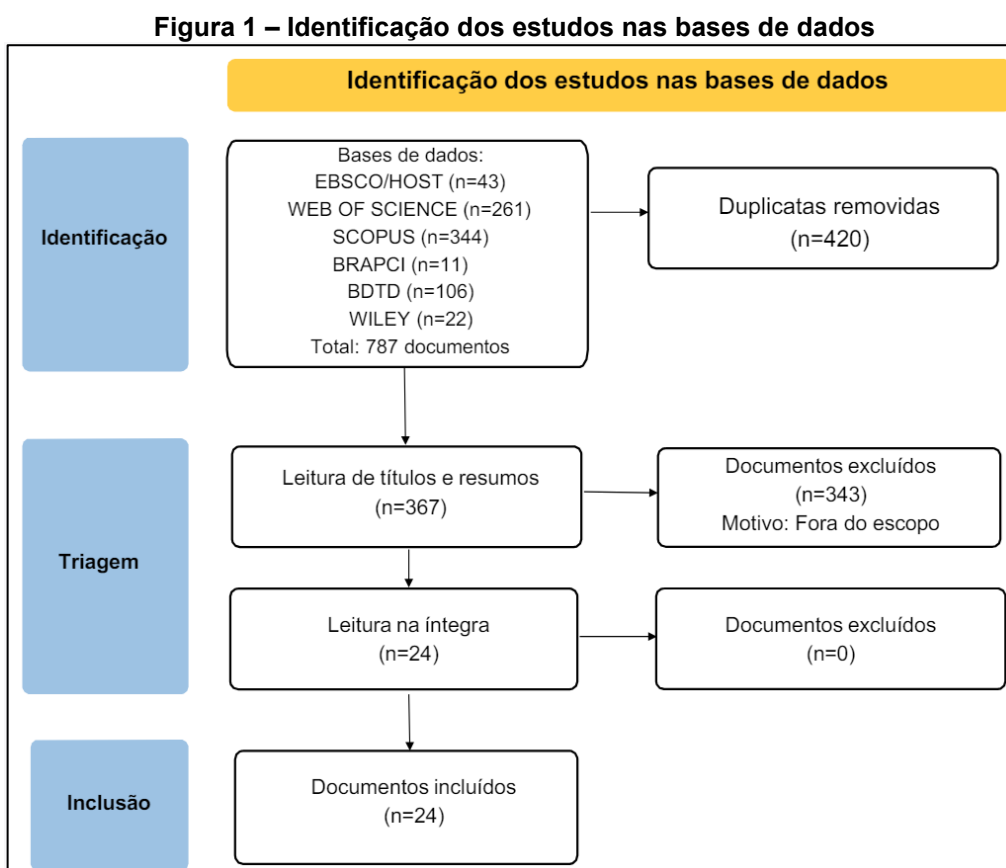 Figura 1 – Identificação dos estudos nas bases de dados
Identificação dos estudos nas bases de dados
Identificação
Bases de dados:
EBSCO/HOST (n=43)
WEB OF SCIENCE (n=261)
SCOPUS (n=344)
BRAPCI (n=11)
BDTD (n=106)
WILEY (n=22)
Total: 787 documentos
Duplicatas removidas
(n=420)
Triagem
Leitura de títulos e resumos
(n=367)
Documentos excluídos
(n=343)
Motivo: Fora do escopo
Leitura na íntegra
(n=24)
Documentos excluídos
(n=0)
Inclusão
Documentos incluídos
(n=24)